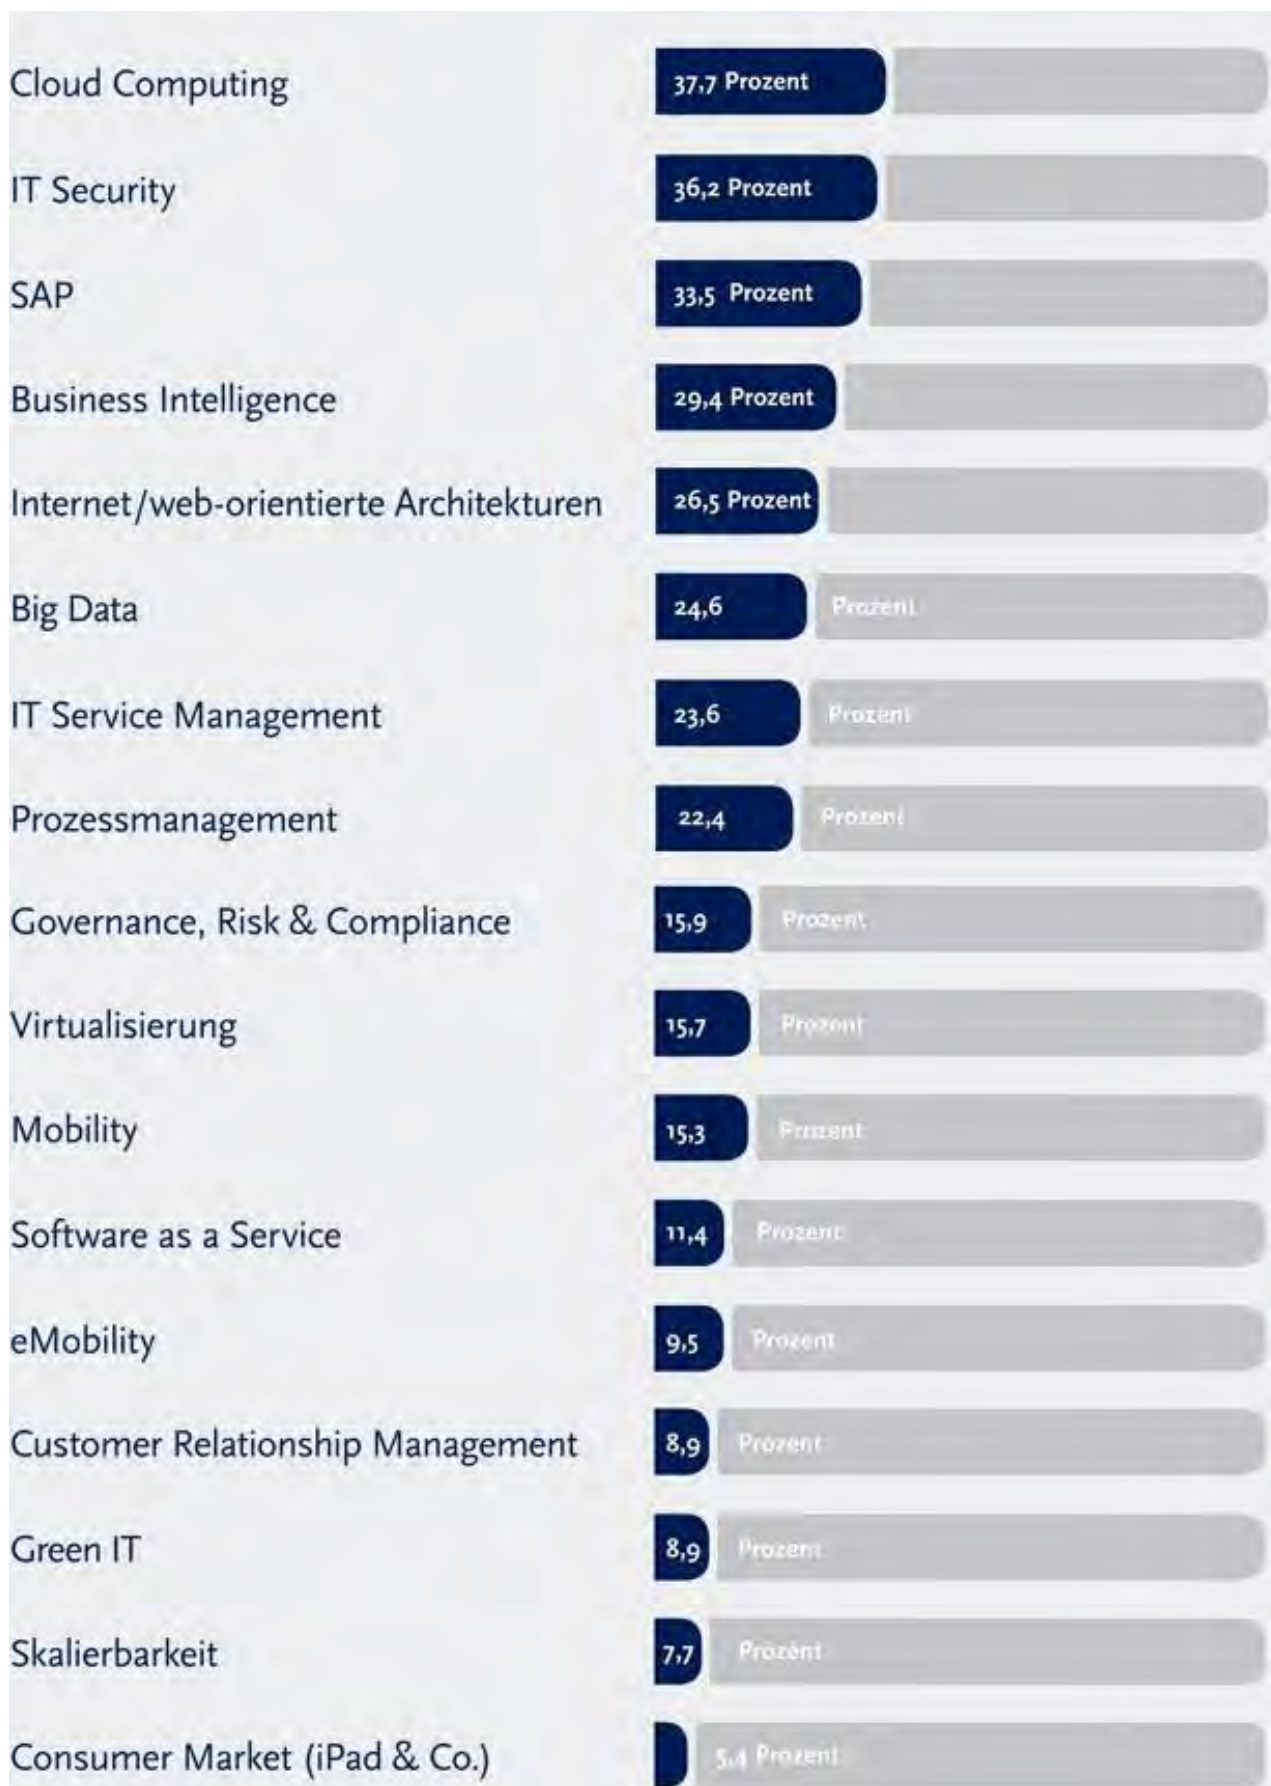 Cloud Computing 37,7 Prozent
IT Security 36,2 Prozent
SAP 33,5 Prozent
Business Intelligence 29,4 Prozent
Internet/web-orientierte Architekturen 26,5 Prozent
Big Data 24,6 Prozent
IT Service Management 23,6 Prozent
Prozessmanagement 22,4 Prozent
Governance, Risk & Compliance 15,9 Prozent
Virtualisierung 15,7 Prozent
Mobility 15,3 Prozent
Software as a Service 11,4 Prozent
eMobility 9,5 Prozent
Customer Relationship Management 8,9 Prozent
Green IT 8,9 Prozent
Skalierbarkeit 7,7 Prozent
Consumer Market (iPad & Co.) 5,4 Prozent